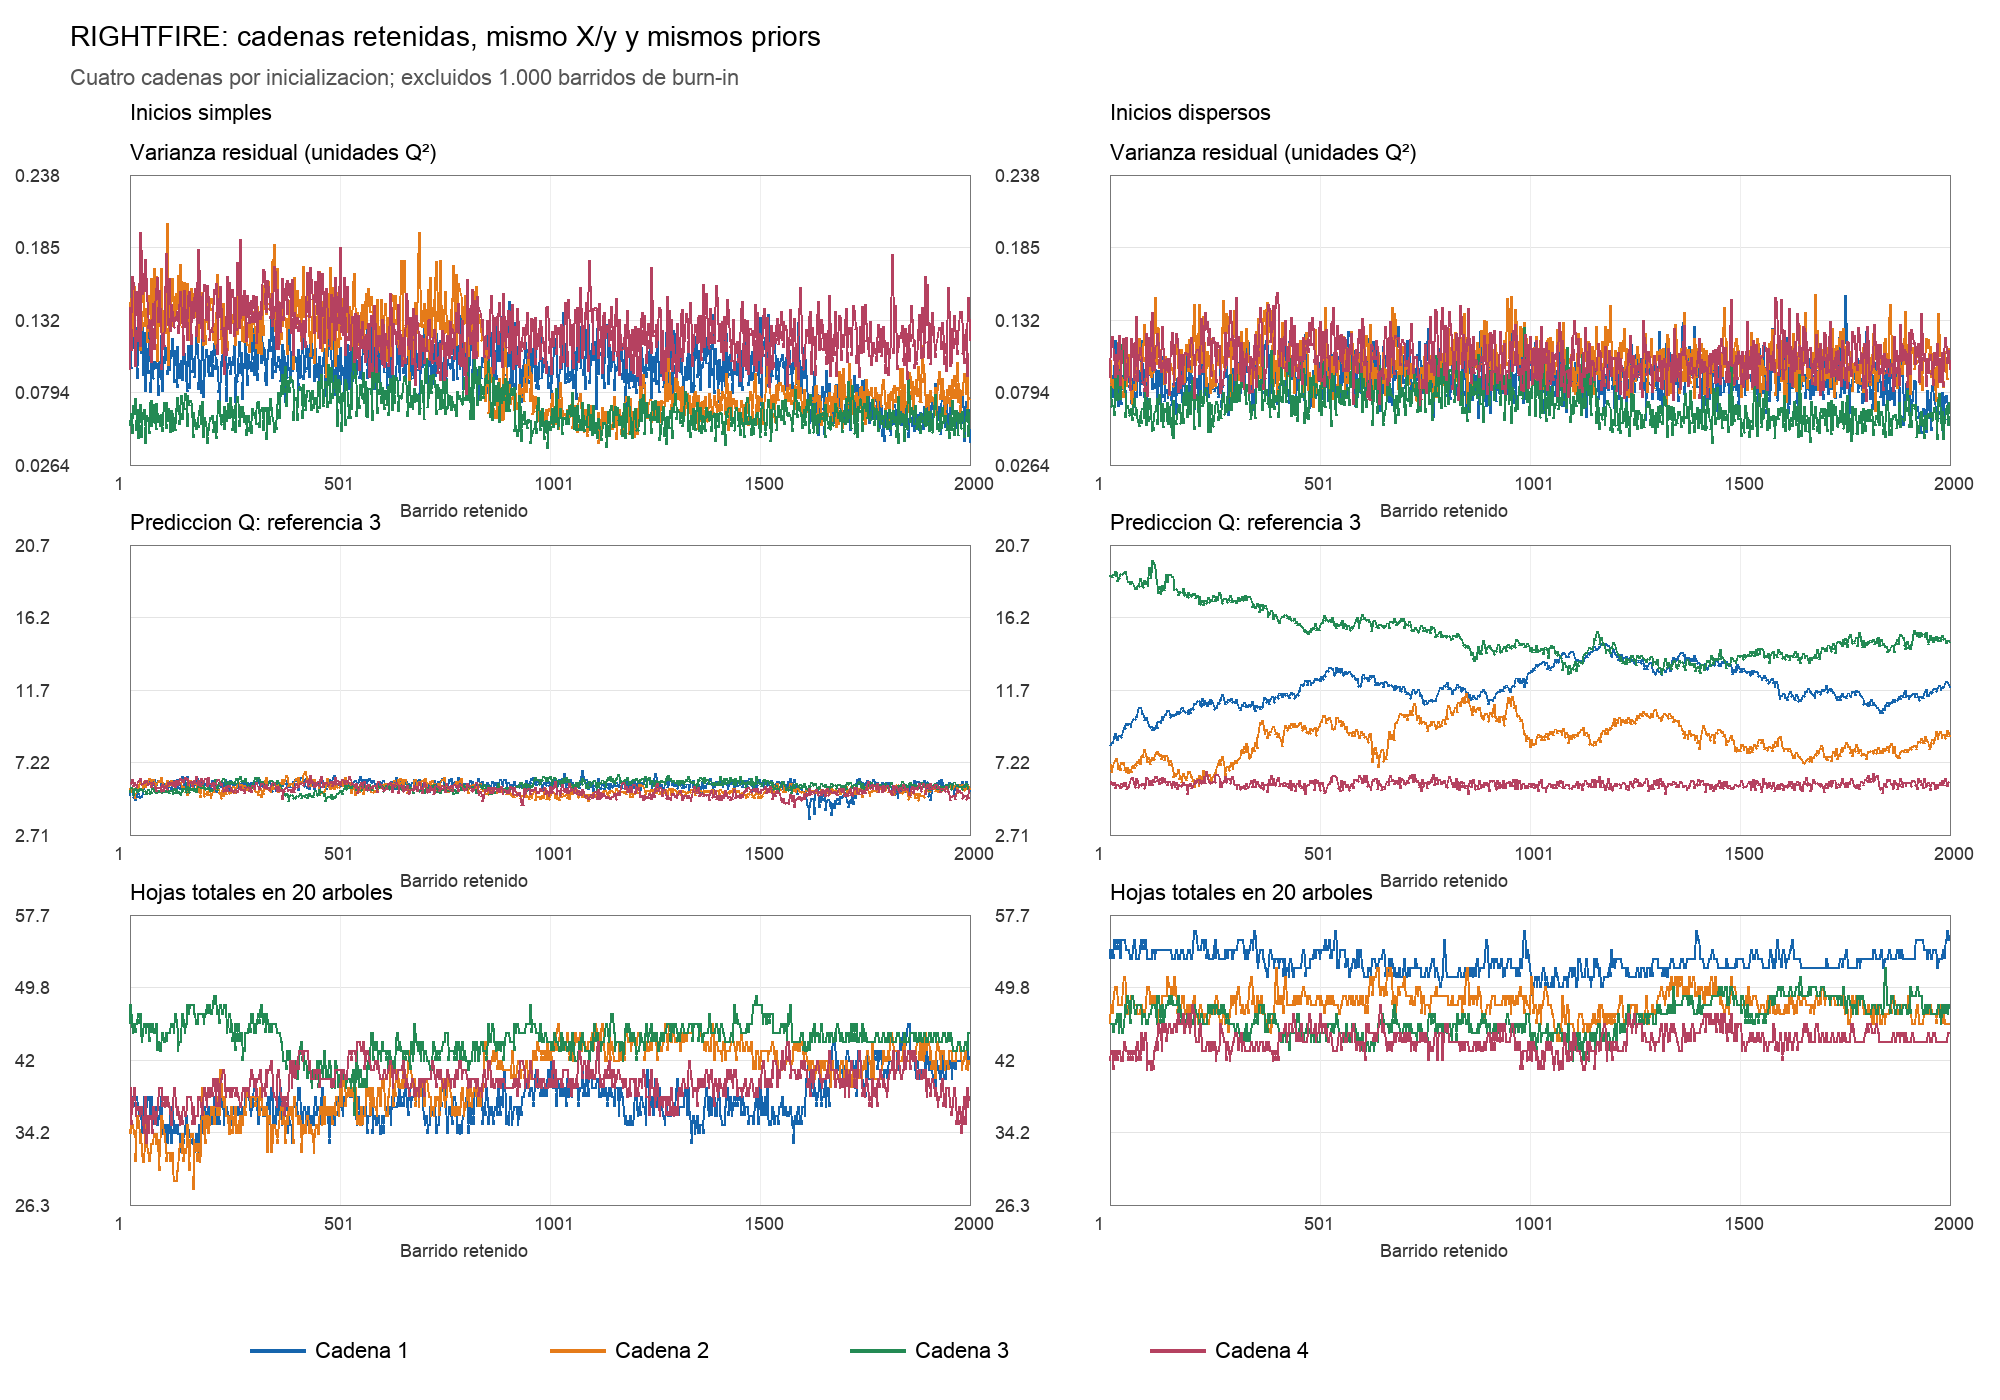 RIGHTFIRE: cadenas retenidas, mismo X/y y mismos priors
Cuatro cadenas por inicializacion; excluidos 1.000 barridos de burn-in
Inicios simples
Varianza residual (unidades Q²)
0.238
0.185
0.132
0.0794
0.0264
1 501 1001 1500 2000
Barrido retenido
Prediccion Q: referencia 3
20.7
16.2
11.7
7.22
2.71
1 501 1001 1500 2000
Barrido retenido
Hojas totales en 20 arboles
57.7
49.8
42
34.2
26.3
1 501 1001 1500 2000
Barrido retenido
Inicios dispersos
Varianza residual (unidades Q²)
0.238
0.185
0.132
0.0794
0.0264
1 501 1001 1500 2000
Barrido retenido
Prediccion Q: referencia 3
20.7
16.2
11.7
7.22
2.71
1 501 1001 1500 2000
Barrido retenido
Hojas totales en 20 arboles
57.7
49.8
42
34.2
26.3
1 501 1001 1500 2000
Barrido retenido
Cadena 1 Cadena 2 Cadena 3 Cadena 4